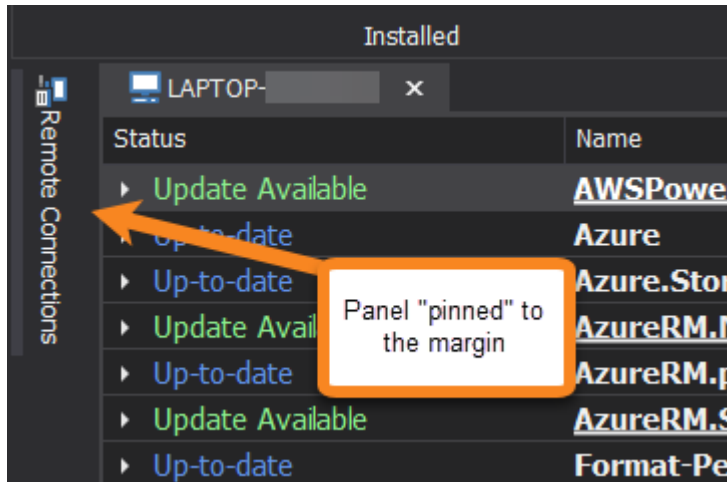 Installed
Remote Connections
LAPTOP-
Status Name
Update Available AWSPowe
Up-to-date Azure
Up-to-date Azure.Stor
Update Avail AzureRM.
Up-to-date AzureRM.p
Update Available AzureRM.S
Up-to-date Format-Pe
Panel "pinned" to
the margin